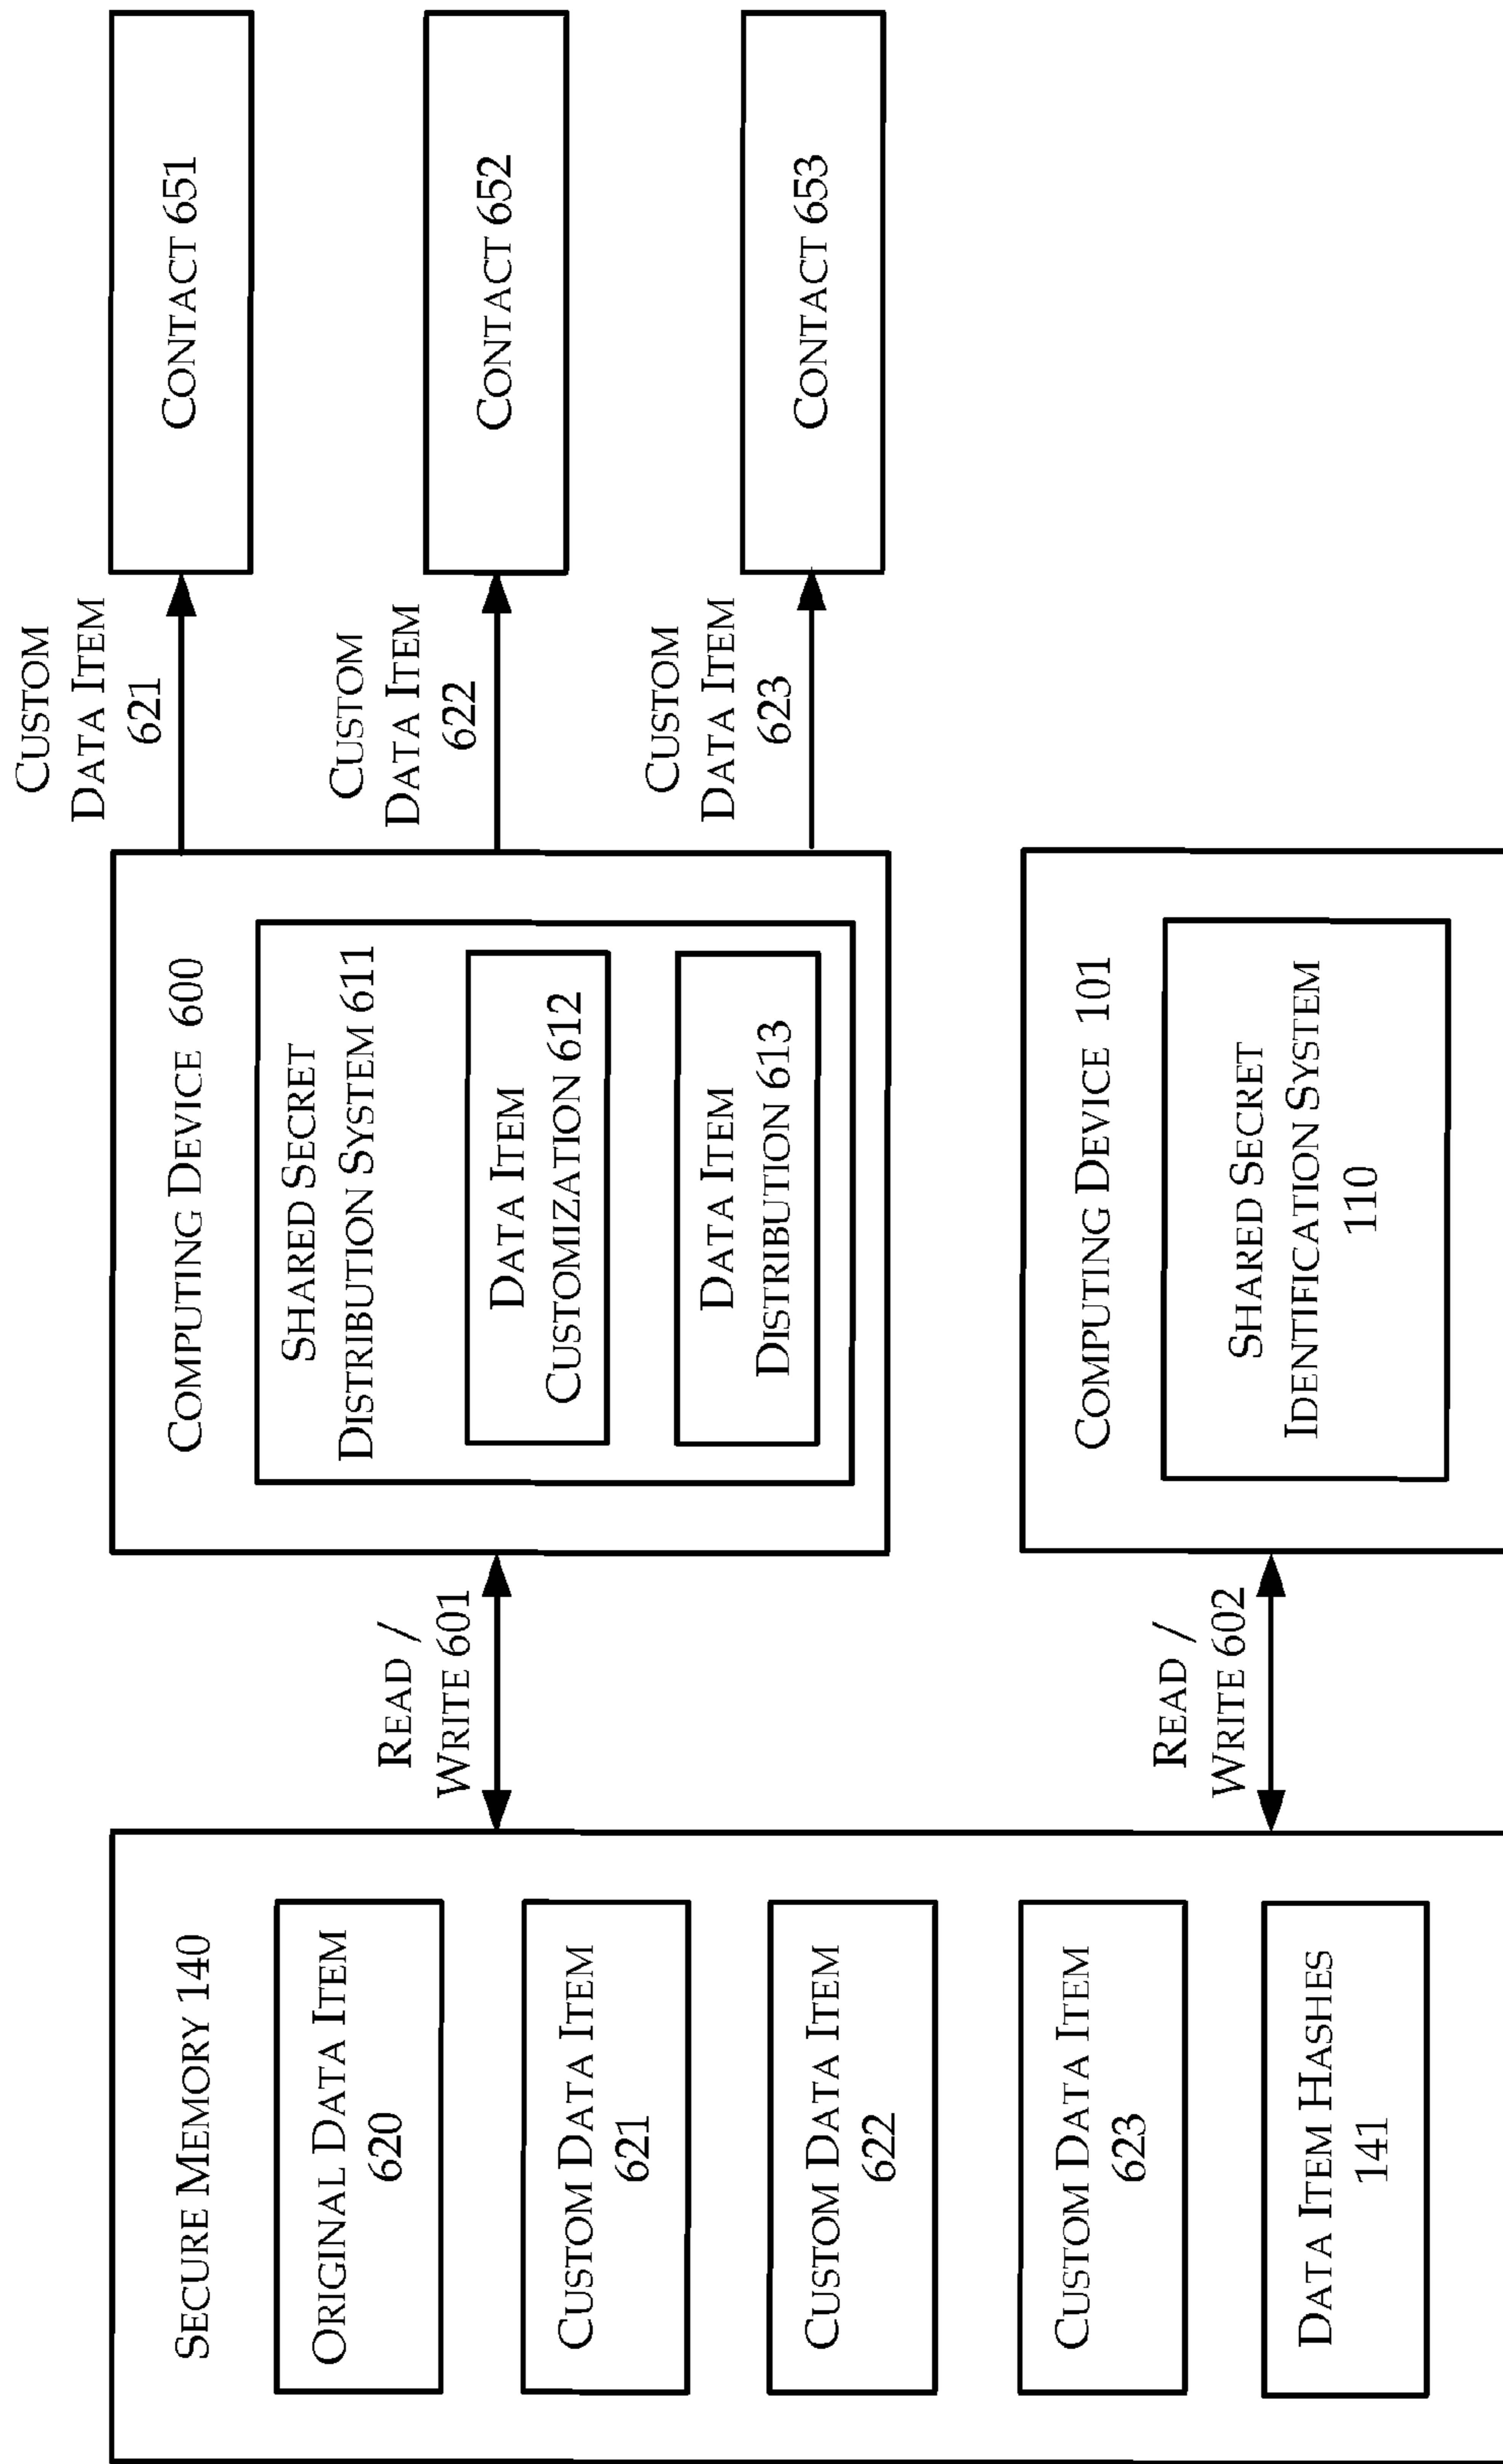 SECURE MEMORY 140
ORIGINAL DATA ITEM
620
CUSTOM DATA ITEM
621
CUSTOM DATA ITEM
622
CUSTOM DATA ITEM
623
DATA ITEM HASHES
141
READ /
WRITE 601
READ /
WRITE 602
COMPUTING DEVICE 600
SHARED SECRET
DISTRIBUTION SYSTEM 611
DATA ITEM
CUSTOMIZATION 612
DATA ITEM
DISTRIBUTION 613
COMPUTING DEVICE 101
SHARED SECRET
IDENTIFICATION SYSTEM
110
CUSTOM
DATA ITEM
621
CUSTOM
DATA ITEM
622
CUSTOM
DATA ITEM
623
CONTACT 651
CONTACT 652
CONTACT 653